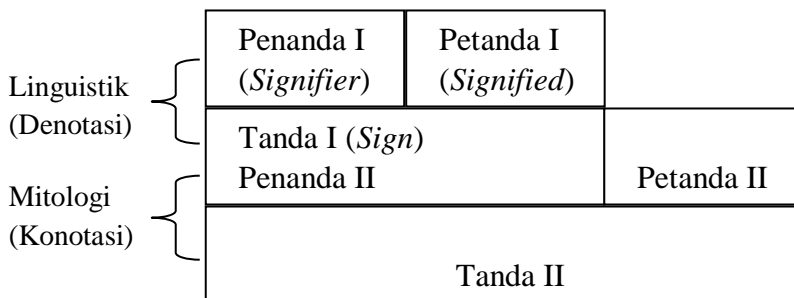 Penanda I
(Signifier)
Petanda I
(Signified)
Linguistik
(Denotasi)
Tanda I (Sign)
Penanda II
Petanda II
Mitologi
(Konotasi)
Tanda II